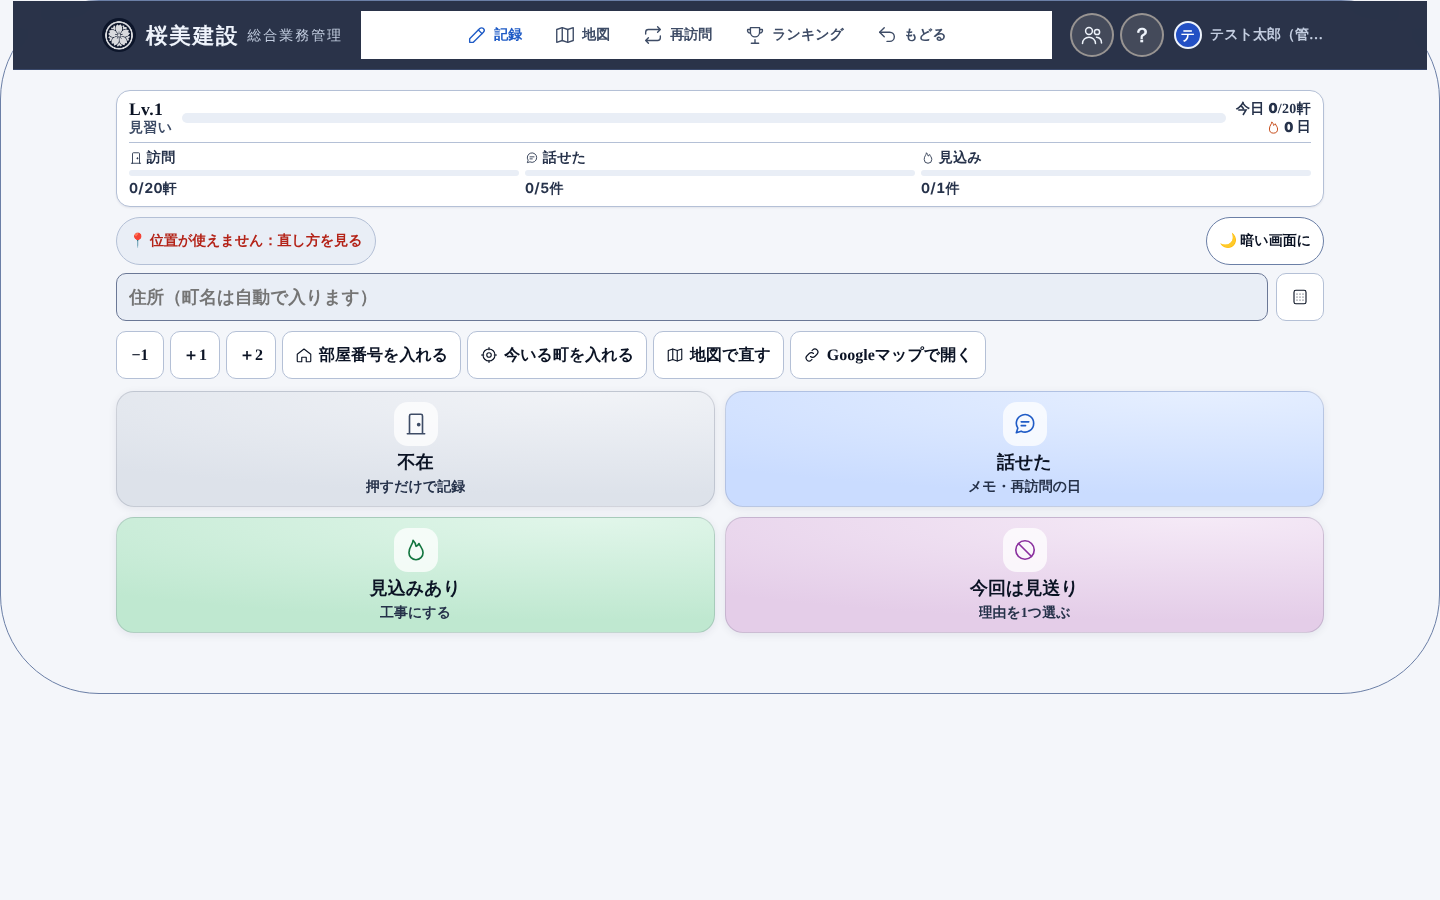 桜美建設 総合業務管理 記録 地図 再訪問 ランキング もどる ? テ テスト太郎（管…
Lv.1
見習い
今日 0/20軒
0 日
訪問 話せた 見込み
0/20軒 0/5件 0/1件
📍 位置が使えません：直し方を見る 🌙 暗い画面に
住所（町名は自動で入ります）
−1 ＋1 ＋2 部屋番号を入れる 今いる町を入れる 地図で直す Googleマップで開く
不在
押すだけで記録
話せた
メモ・再訪問の日
見込みあり
工事にする
今回は見送り
理由を1つ選ぶ